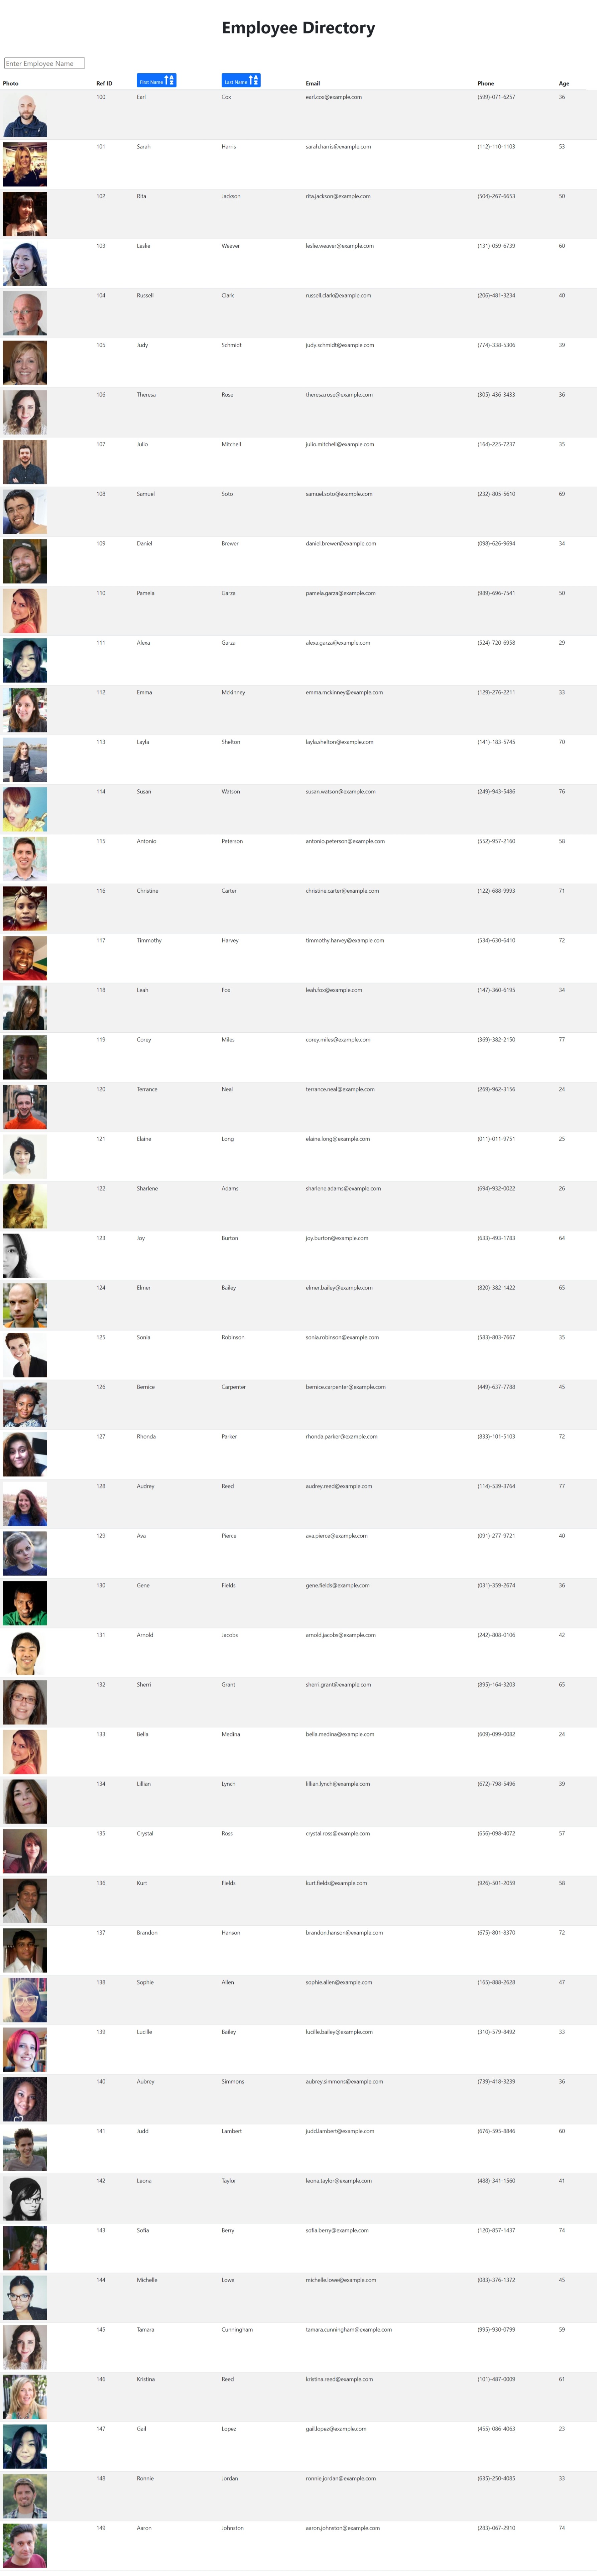 Employee Directory
Enter Employee Name
Photo Ref ID First Name Last Name Email Phone Age
100 Earl Cox earl.cox@example.com (599)-071-6257 36
101 Sarah Harris sarah.harris@example.com (112)-110-1103 53
102 Rita Jackson rita.jackson@example.com (504)-267-6653 50
103 Leslie Weaver leslie.weaver@example.com (131)-059-6739 60
104 Russell Clark russell.clark@example.com (206)-481-3234 40
105 Judy Schmidt judy.schmidt@example.com (774)-338-5306 39
106 Theresa Rose theresa.rose@example.com (305)-436-3433 36
107 Julio Mitchell julio.mitchell@example.com (164)-225-7237 35
108 Samuel Soto samuel.soto@example.com (232)-805-5610 69
109 Daniel Brewer daniel.brewer@example.com (098)-626-9694 34
110 Pamela Garza pamela.garza@example.com (989)-696-7541 50
111 Alexa Garza alexa.garza@example.com (524)-720-6958 29
112 Emma Mckinney emma.mckinney@example.com (129)-276-2211 33
113 Layla Shelton layla.shelton@example.com (141)-183-5745 70
114 Susan Watson susan.watson@example.com (249)-943-5486 76
115 Antonio Peterson antonio.peterson@example.com (552)-957-2160 58
116 Christine Carter christine.carter@example.com (122)-688-9993 71
117 Timmothy Harvey timmothy.harvey@example.com (534)-630-6410 72
118 Leah Fox leah.fox@example.com (147)-360-6195 34
119 Corey Miles corey.miles@example.com (369)-382-2150 77
120 Terrance Neal terrance.neal@example.com (269)-962-3156 24
121 Elaine Long elaine.long@example.com (011)-011-9751 25
122 Sharlene Adams sharlene.adams@example.com (694)-932-0022 26
123 Joy Burton joy.burton@example.com (633)-493-1783 64
124 Elmer Bailey elmer.bailey@example.com (820)-382-1422 65
125 Sonia Robinson sonia.robinson@example.com (583)-803-7667 35
126 Bernice Carpenter bernice.carpenter@example.com (449)-637-7788 45
127 Rhonda Parker rhonda.parker@example.com (833)-101-5103 72
128 Audrey Reed audrey.reed@example.com (114)-539-3764 77
129 Ava Pierce ava.pierce@example.com (091)-277-9721 40
130 Gene Fields gene.fields@example.com (031)-359-2674 36
131 Arnold Jacobs arnold.jacobs@example.com (242)-808-0106 42
132 Sherri Grant sherri.grant@example.com (895)-164-3203 65
133 Bella Medina bella.medina@example.com (609)-099-0082 24
134 Lillian Lynch lillian.lynch@example.com (672)-798-5496 39
135 Crystal Ross crystal.ross@example.com (656)-098-4072 57
136 Kurt Fields kurt.fields@example.com (926)-501-2059 58
137 Brandon Hanson brandon.hanson@example.com (675)-801-8370 72
138 Sophie Allen sophie.allen@example.com (165)-888-2628 47
139 Lucille Bailey lucille.bailey@example.com (310)-579-8492 33
140 Aubrey Simmons aubrey.simmons@example.com (739)-418-3239 36
141 Judd Lambert judd.lambert@example.com (676)-595-8846 60
142 Leona Taylor leona.taylor@example.com (488)-341-1560 41
143 Sofia Berry sofia.berry@example.com (120)-857-1437 74
144 Michelle Lowe michelle.lowe@example.com (083)-376-1372 45
145 Tamara Cunningham tamara.cunningham@example.com (995)-930-0799 59
146 Kristina Reed kristina.reed@example.com (101)-487-0009 61
147 Gail Lopez gail.lopez@example.com (455)-086-4063 23
148 Ronnie Jordan ronnie.jordan@example.com (635)-250-4085 33
149 Aaron Johnston aaron.johnston@example.com (283)-067-2910 74